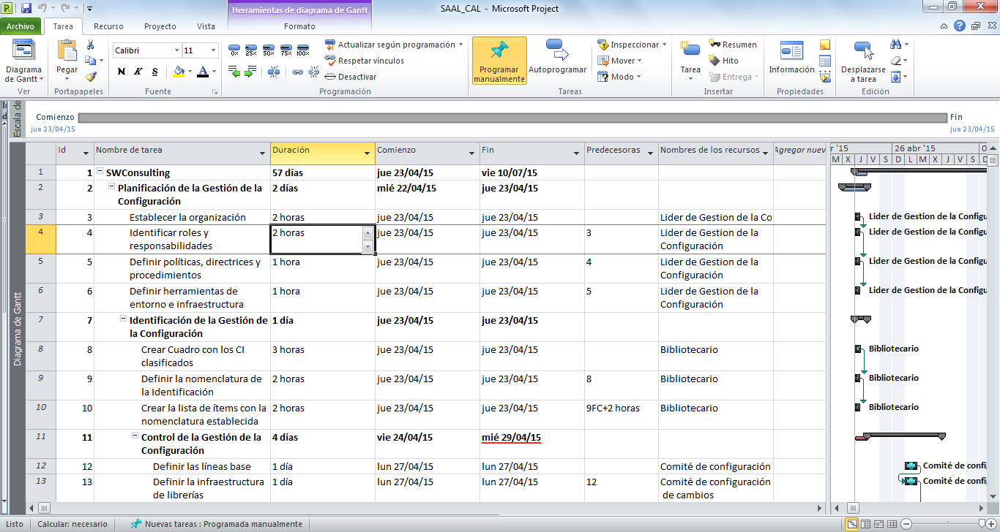 Herramientas de diagrama de Gantt
SAAL_CAL - Microsoft Project
Archivo Tarea Recurso Proyecto Vista Formato
Diagrama de Gantt
Ver
Pegar
Portapapeles
Calibri 11
N K S A
Fuente
0% 25% 50% 75% 100%
Actualizar según programación
Respetar vínculos
Desactivar
Programación
Programar manualmente
Autoprogramar
Inspeccionar
Mover
Modo
Tareas
Tarea
Resumen
Hito
Entrega
Insertar
Información
Propiedades
Desplazarse a tarea
Edición
Escala de
Comienzo
jue 23/04/15
Fin
jue 23/04/15
Diagrama de Gantt
Id Nombre de tarea Duración Comienzo Fin Predecesoras Nombres de los recursos Agregar nuev
r '15 26 abr '15 0
M X J V S D L M X J V S D
1 1 SWConsulting 57 días jue 23/04/15 vie 10/07/15
2 2 Planificación de la Gestión de la 2 días mié 22/04/15 jue 23/04/15
Configuración
3 3 Establecer la organización 2 horas jue 23/04/15 jue 23/04/15 Lider de Gestion de la Co Lider de Gestion de la Configu
4 4 Identificar roles y 2 horas jue 23/04/15 jue 23/04/15 3 Lider de Gestion de la Lider de Gestion de la Configu
responsabilidades Configuración
5 5 Definir políticas, directrices y 1 hora jue 23/04/15 jue 23/04/15 4 Lider de Gestion de la Lider de Gestion de la Configu
procedimientos Configuración
6 6 Definir herramientas de 1 hora jue 23/04/15 jue 23/04/15 5 Lider de Gestion de la Lider de Gestion de la Configu
entorno e infraestructura Configuración
7 7 Identificación de la Gestión de 1 día jue 23/04/15 jue 23/04/15
la Configuración
8 8 Crear Cuadro con los CI 3 horas jue 23/04/15 jue 23/04/15 Bibliotecario Bibliotecario
clasificados
9 9 Definir la nomenclatura de 2 horas jue 23/04/15 jue 23/04/15 8 Bibliotecario Bibliotecario
la Identificación
10 10 Crear la lista de ítems con la 2 horas jue 23/04/15 jue 23/04/15 9FC+2 horas Bibliotecario Bibliotecario
nomenclatura establecida
11 11 Control de la Gestión de la 4 días vie 24/04/15 mié 29/04/15
Configuración
12 12 Definir las líneas base 1 día lun 27/04/15 lun 27/04/15 Comité de configuración Comité de confi
13 13 Definir la infraestructura 1 día lun 27/04/15 lun 27/04/15 12 Comité de configuración Comité de confi
de librerías de cambios
Listo Calcular: necesario Nuevas tareas : Programada manualmente